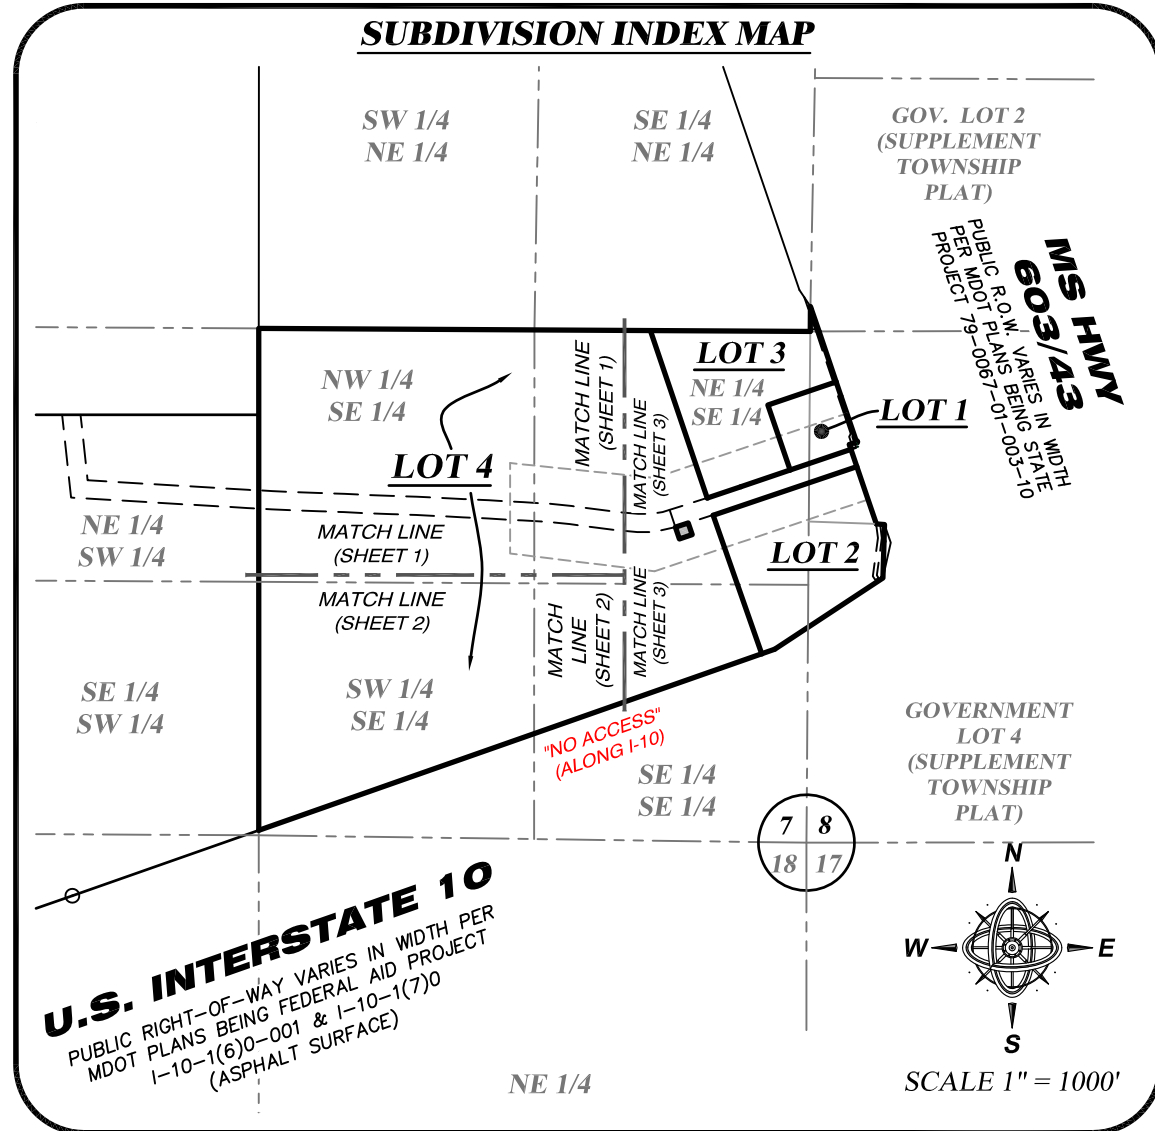 SUBDIVISION INDEX MAP
SW 1/4
NE 1/4
SE 1/4
NE 1/4
GOV. LOT 2
(SUPPLEMENT
TOWNSHIP
PLAT)
MS HWY
603/43
PUBLIC R.O.W. VARIES IN WIDTH
PER MDOT PLANS BEING STATE
PROJECT 79-0067-01-003-10
NW 1/4
SE 1/4
MATCH LINE
(SHEET 1)
MATCH LINE
(SHEET 3)
LOT 3
NE 1/4
SE 1/4
LOT 1
LOT 4
NE 1/4
SW 1/4
MATCH LINE
(SHEET 1)
MATCH LINE
(SHEET 2)
LOT 2
MATCH
LINE
(SHEET 2)
MATCH LINE
(SHEET 3)
SE 1/4
SW 1/4
SW 1/4
SE 1/4
"NO ACCESS"
(ALONG I-10)
SE 1/4
SE 1/4
GOVERNMENT
LOT 4
(SUPPLEMENT
TOWNSHIP
PLAT)
7 8
18 17
U.S. INTERSTATE 10
PUBLIC RIGHT-OF-WAY VARIES IN WIDTH PER
MDOT PLANS BEING FEDERAL AID PROJECT
I-10-1(6)0-001 & I-10-1(7)0
(ASPHALT SURFACE)
N
W E
S
NE 1/4
SCALE 1" = 1000'